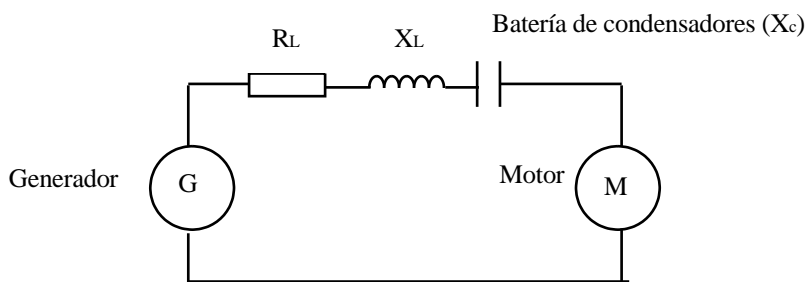 Batería de condensadores (Xc)
RL
XL
Generador
G
Motor
M